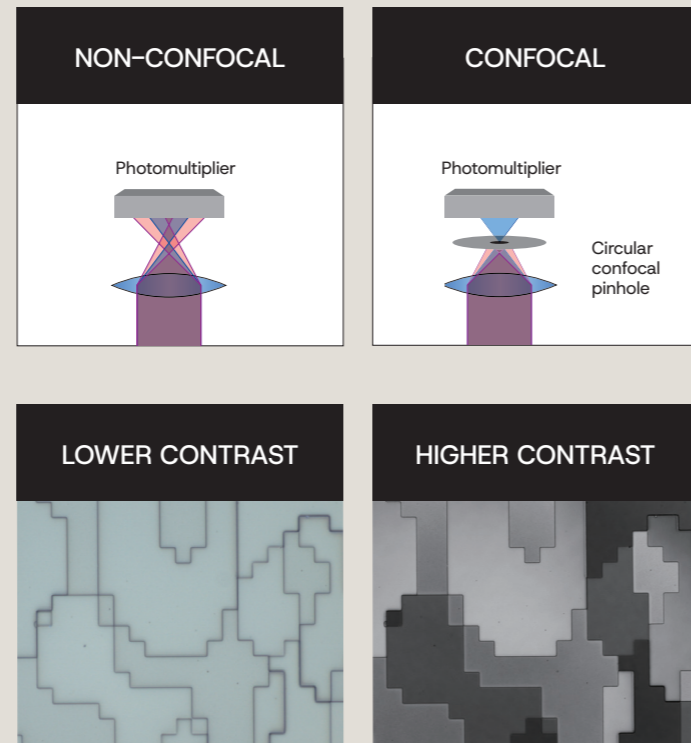 NON–CONFOCAL
CONFOCAL
Photomultiplier
Photomultiplier
Circular
confocal
pinhole
LOWER CONTRAST
HIGHER CONTRAST